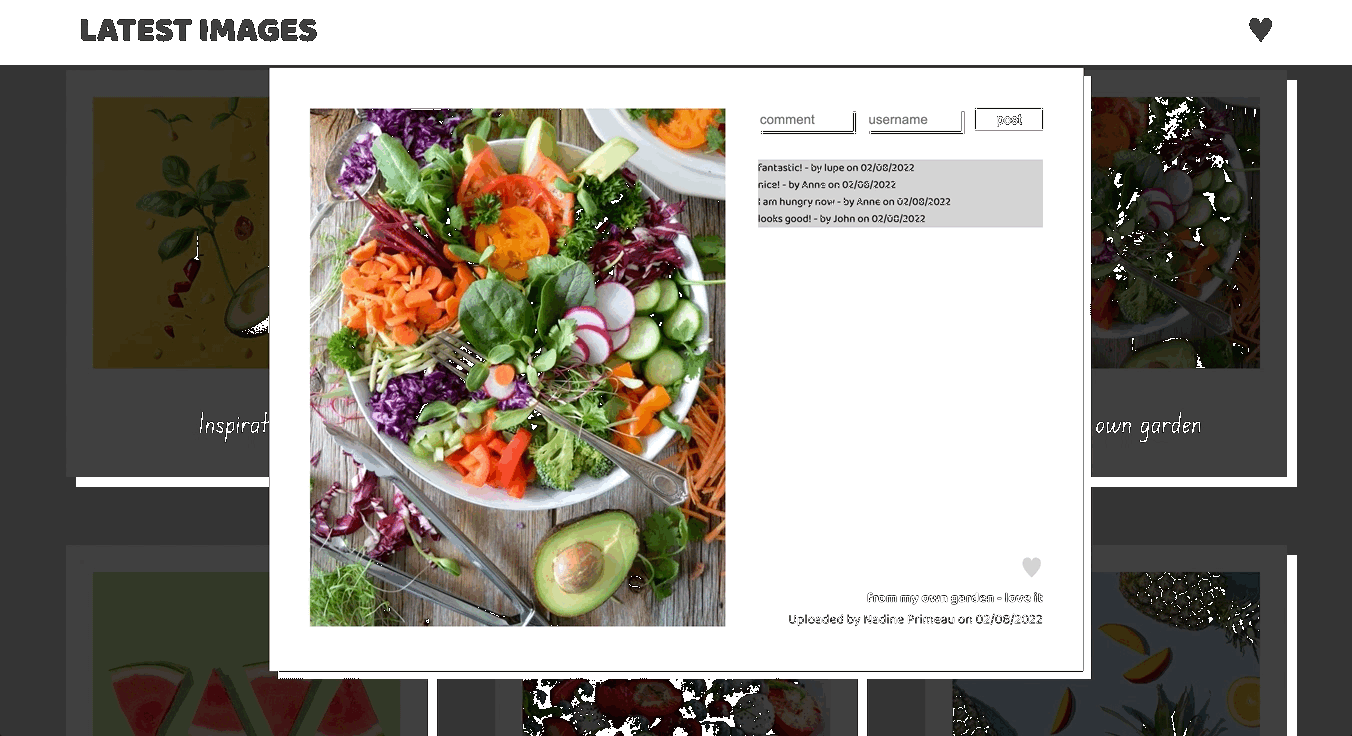 LATEST IMAGES
comment username post
fantastic! - by lupe on 02/08/2022
nice! - by Anne on 02/08/2022
I am hungry now - by Anne on 02/08/2022
looks good! - by John on 02/08/2022
Inspirat
own garden
from my own garden - love it
Uploaded by Nadine Primeau on 02/08/2022